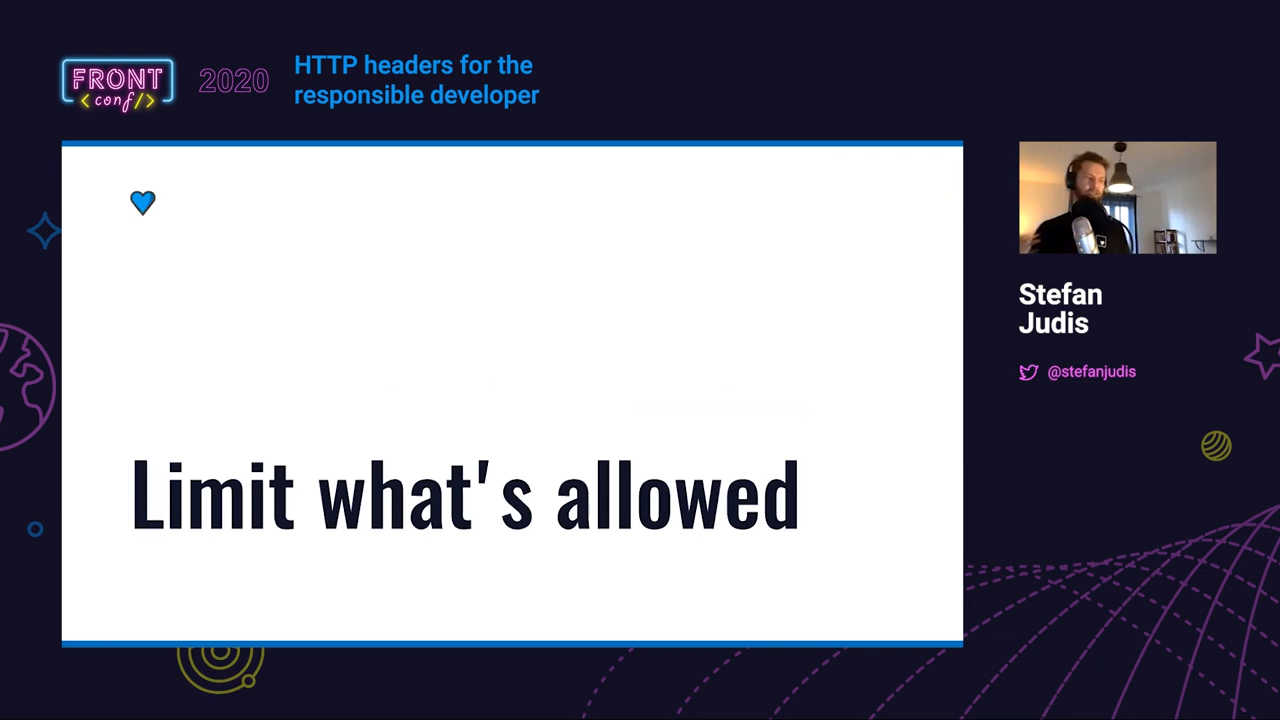 FRONT
<conf/>
2020
HTTP headers for the
responsible developer
Limit what's allowed
Stefan
Judis
@stefanjudis